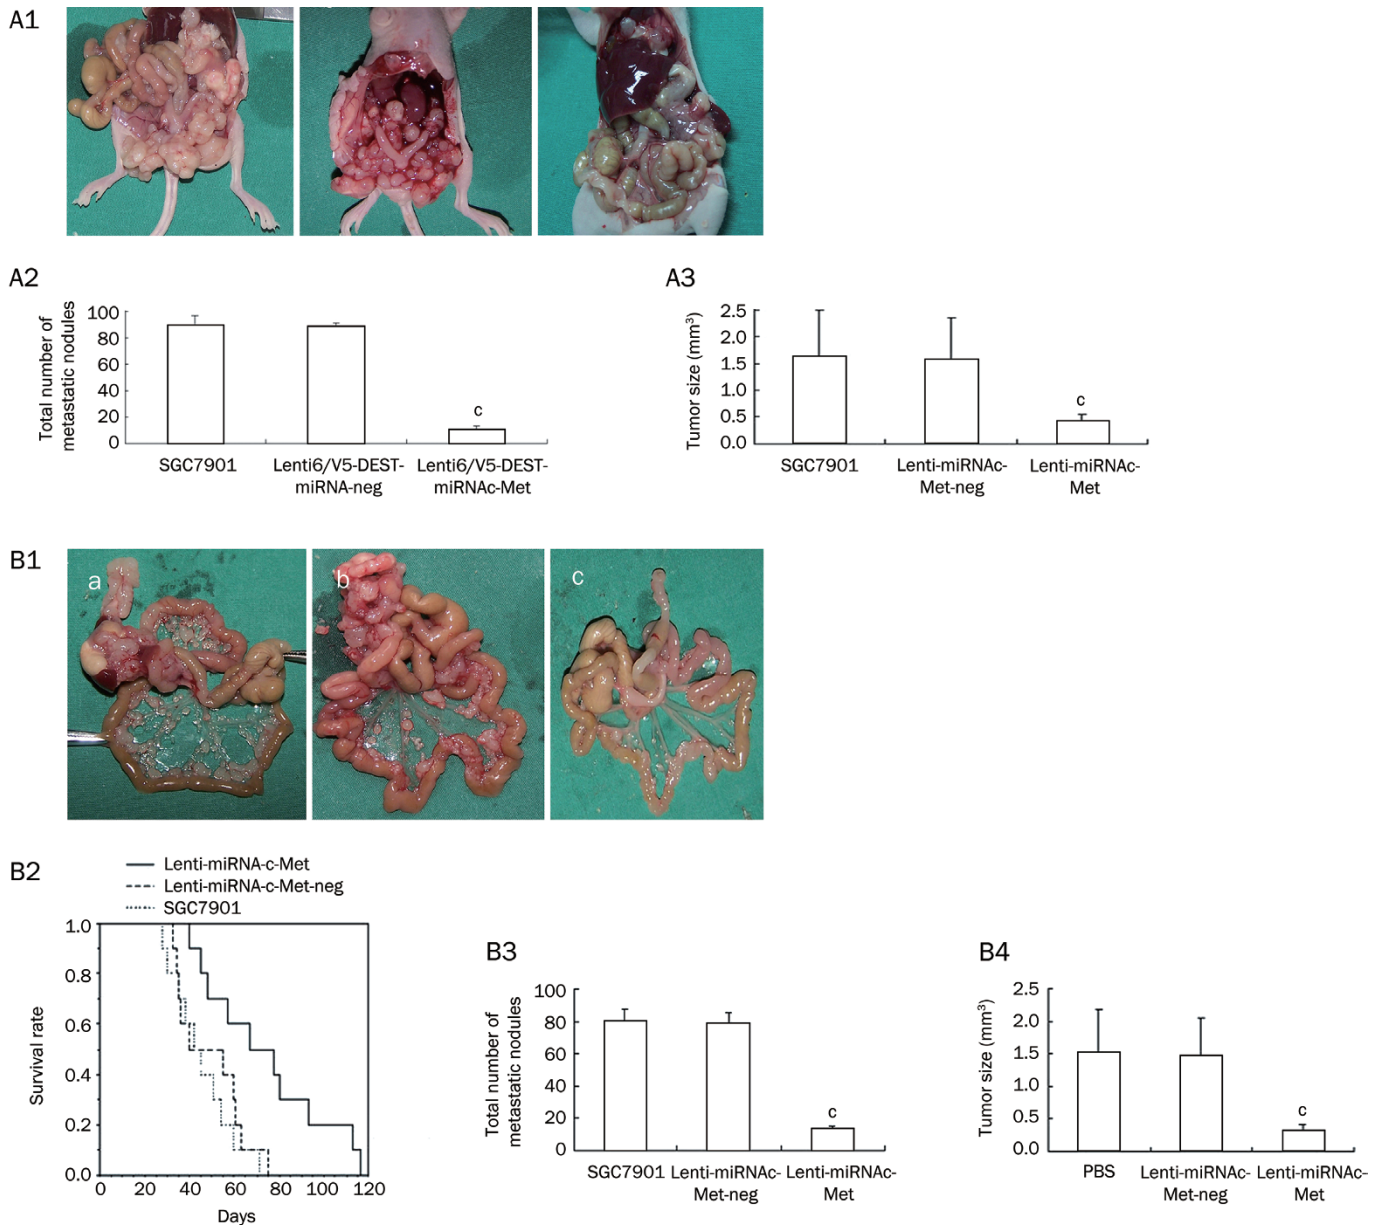 A1
A2
Total number of
metastatic nodules
100
80
60
40
20
0
c
SGC7901
Lenti6/V5-DEST-
miRNA-neg
Lenti6/V5-DEST-
miRNAc-Met
A3
Tumor size (mm³)
2.5
2.0
1.5
1.0
0.5
0.0
c
SGC7901
Lenti-miRNAc-
Met-neg
Lenti-miRNAc-
Met
B1
a
b
c
B2
Lenti-miRNA-c-Met
Lenti-miRNA-c-Met-neg
SGC7901
Survival rate
1.0
0.8
0.6
0.4
0.2
0.0
0 20 40 60 80 100 120
Days
B3
Total number of
metastatic nodules
100
80
60
40
20
0
c
SGC7901
Lenti-miRNAc-
Met-neg
Lenti-miRNAc-
Met
B4
Tumor size (mm³)
2.5
2.0
1.5
1.0
0.5
0.0
c
PBS
Lenti-miRNAc-
Met-neg
Lenti-miRNAc-
Met